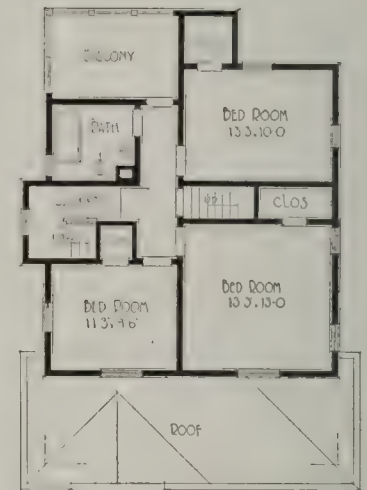 BALCONY
BATH
BED ROOM
13'3".10'-0
UP
CLOS
BED ROOM
13'3".13'-0
BED ROOM
11'3".9'6"
ROOF